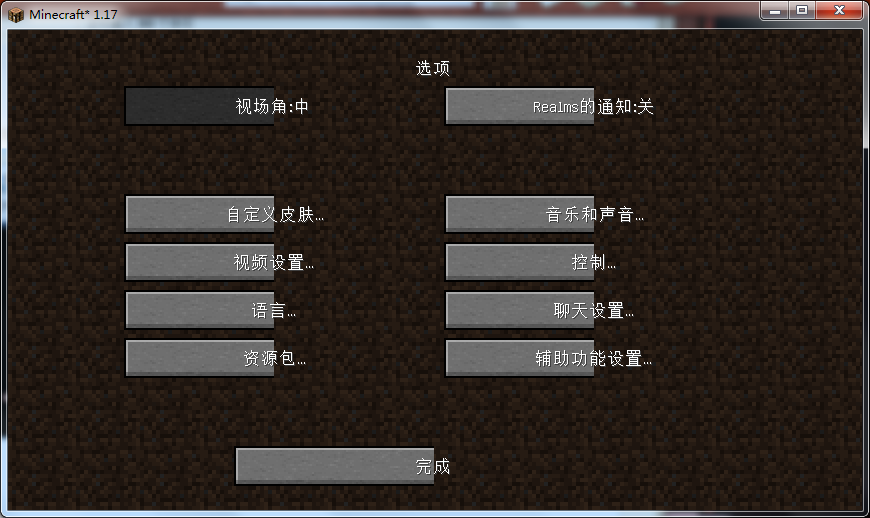 Minecraft* 1.17
选项
视场角:中
Realms的通知:关
自定义皮肤...
音乐和声音...
视频设置...
控制...
语言...
聊天设置...
资源包...
辅助功能设置...
完成